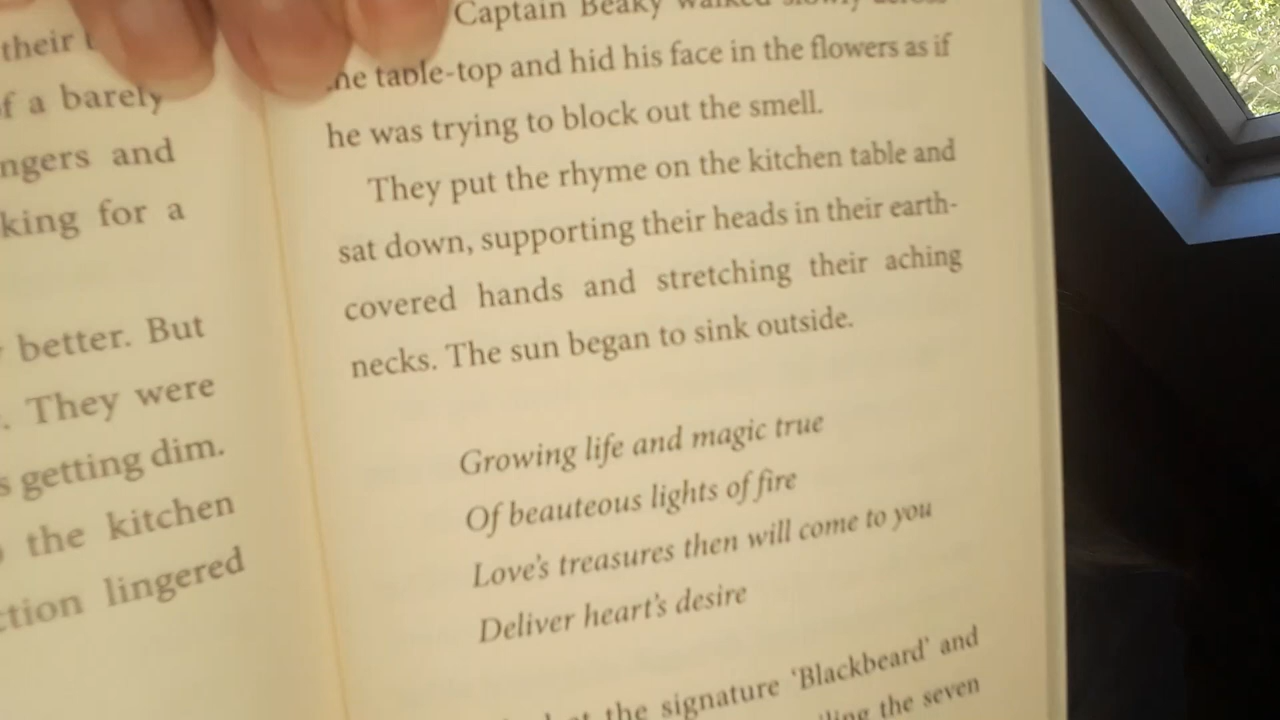 their
f a barely
ngers and
king for a
better. But
. They were
s getting dim.
the kitchen
ction lingered
Captain Beaky walked slowly across
he table-top and hid his face in the flowers as if
he was trying to block out the smell.
They put the rhyme on the kitchen table and
sat down, supporting their heads in their earth-
covered hands and stretching their aching
necks. The sun began to sink outside.
Growing life and magic true
Of beauteous lights of fire
Love's treasures then will come to you
Deliver heart's desire
the signature 'Blackbeard' and
the seven